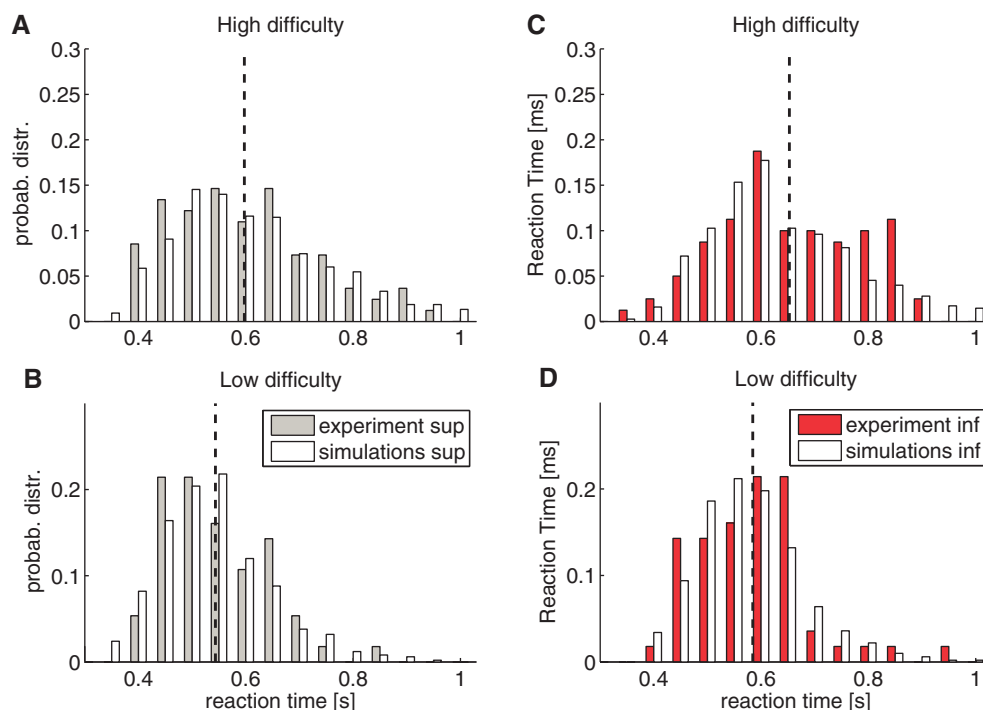 A
High difficulty
0.3
0.25
0.2
0.15
0.1
0.05
0
probab. distr.
0.4 0.6 0.8 1
B
Low difficulty
experiment sup
simulations sup
0.2
0.1
0
probab. distr.
0.4 0.6 0.8 1
reaction time [s]
C
High difficulty
0.3
0.25
0.2
0.15
0.1
0.05
0
Reaction Time [ms]
0.4 0.6 0.8 1
D
Low difficulty
experiment inf
simulations inf
0.2
0.1
0
Reaction Time [ms]
0.4 0.6 0.8 1
reaction time [s]